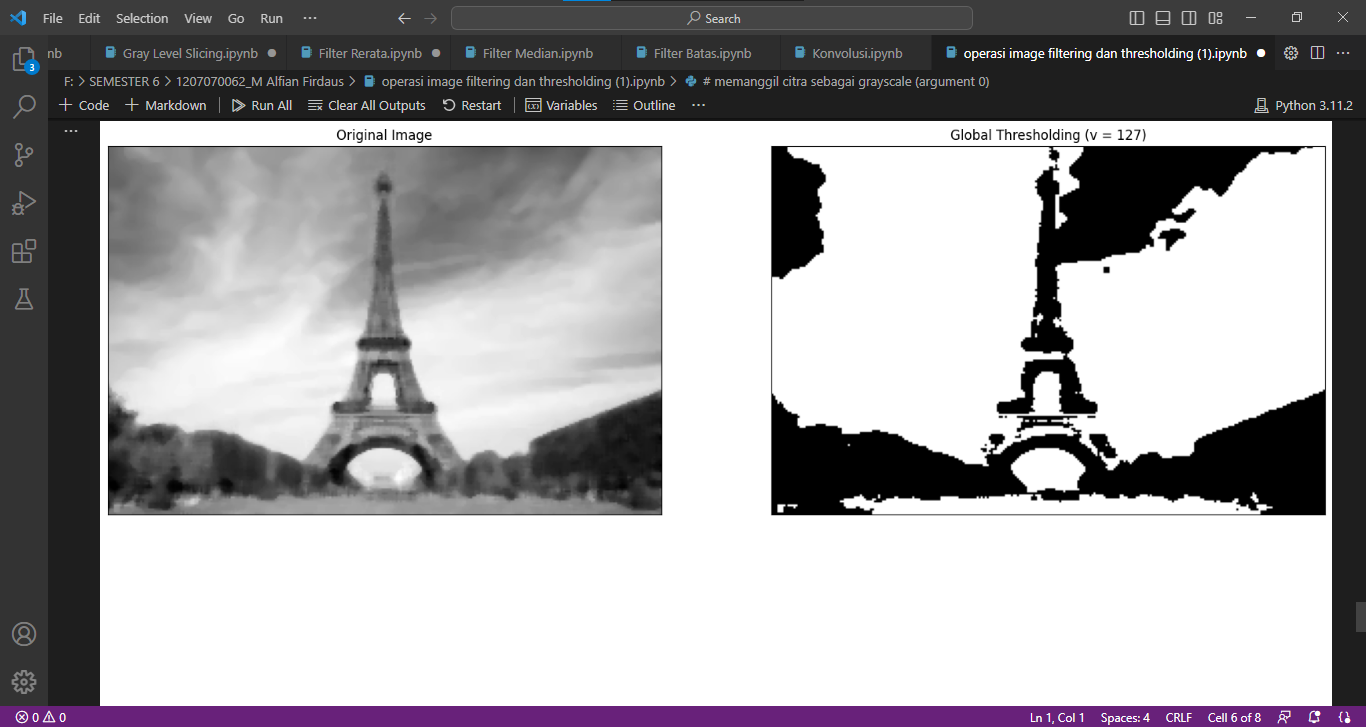 File Edit Selection View Go Run ··· Search
nb Gray Level Slicing.ipynb Filter Rerata.ipynb Filter Median.ipynb Filter Batas.ipynb Konvolusi.ipynb operasi image filtering dan thresholding (1).ipynb ···
3
F: > SEMESTER 6 > 1207070062_M Alfian Firdaus > operasi image filtering dan thresholding (1).ipynb > # memanggil citra sebagai grayscale (argument 0)
+ Code + Markdown Run All Clear All Outputs Restart Variables Outline ··· Python 3.11.2
···
Original Image Global Thresholding (v = 127)
0 0 Ln 1, Col 1 Spaces: 4 CRLF Cell 6 of 8